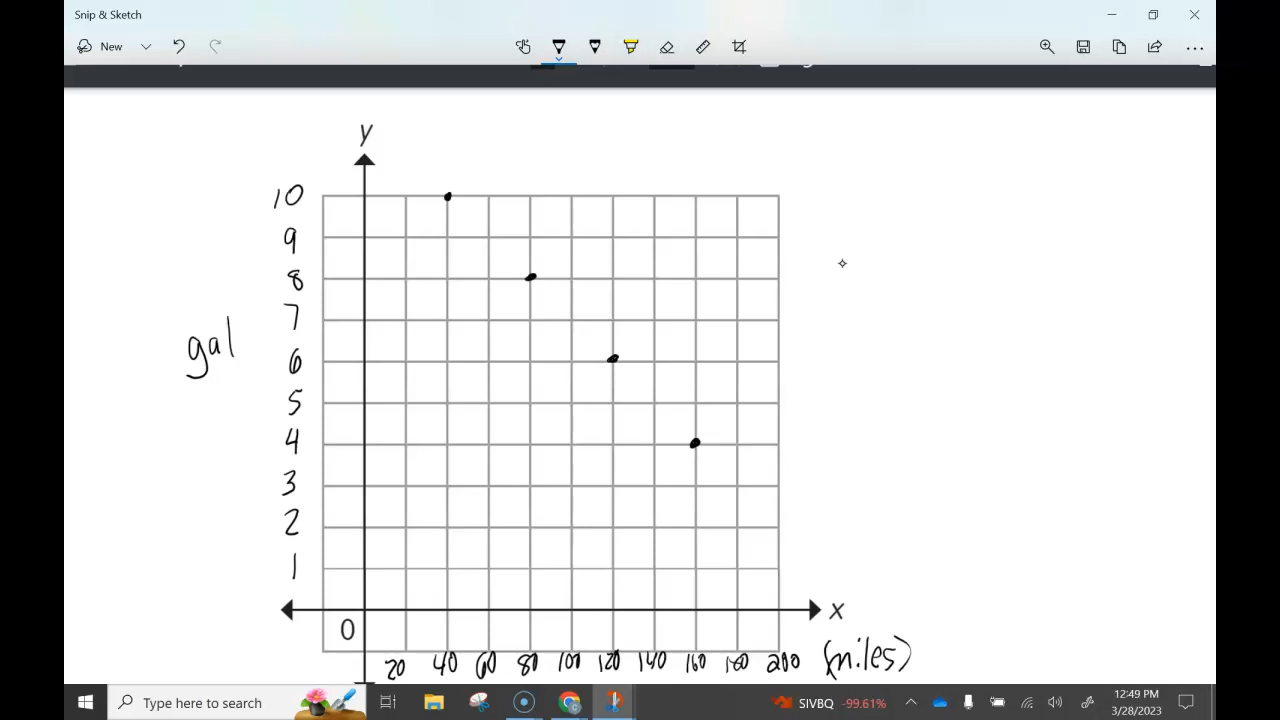 Snip & Sketch
New
y
10
9
8
7
gal
6
5
4
3
2
1
x
0
20 40 60 80 100 120 140 160 180 200 (miles)
Type here to search
SIVBQ -99.61%
12:49 PM
3/28/2023